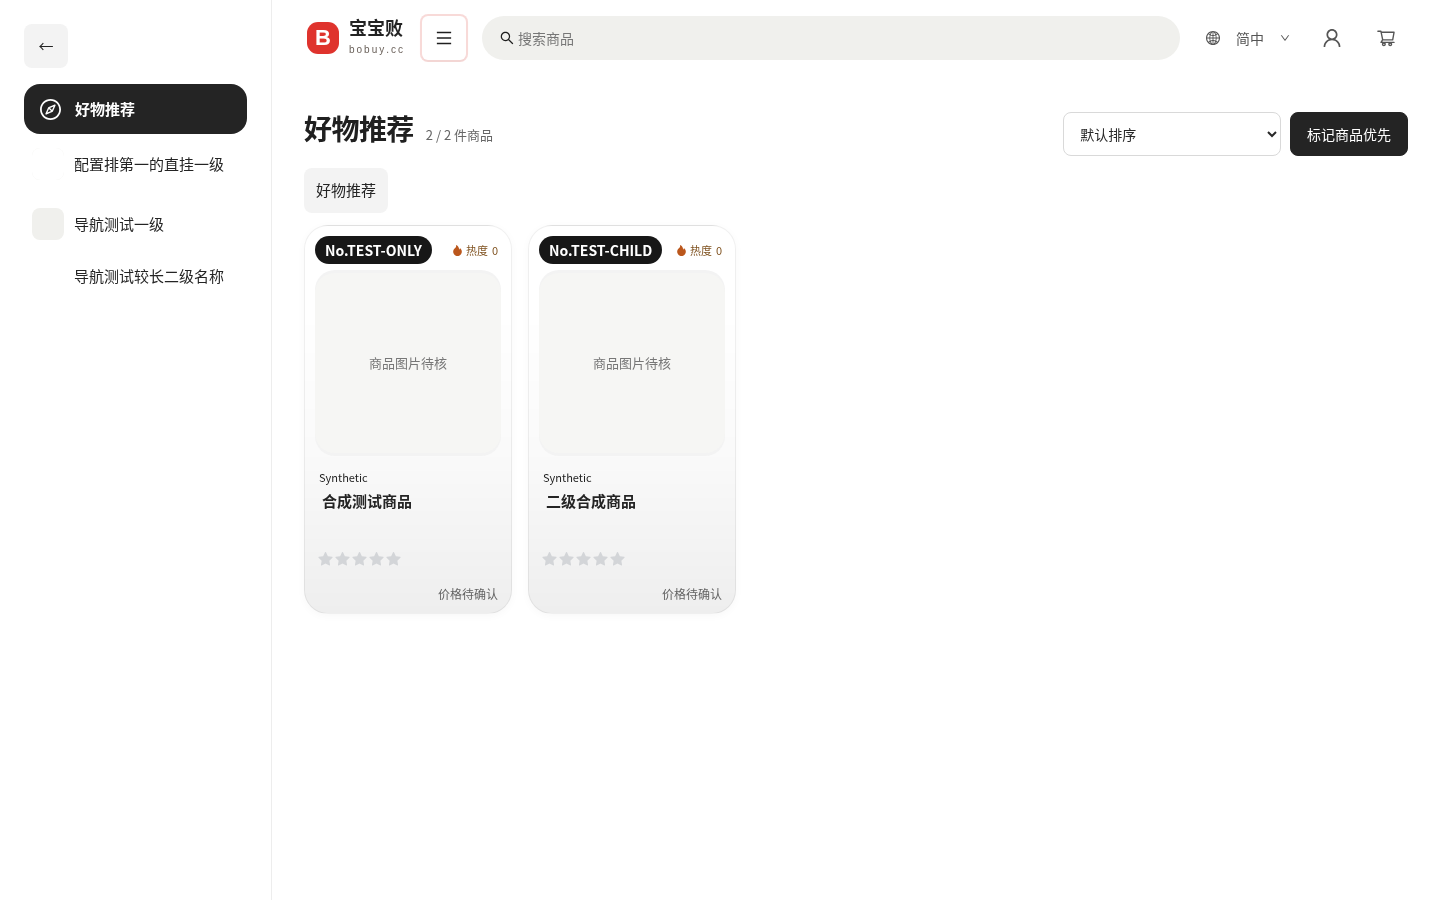 ←
好物推荐
配置排第一的直挂一级
导航测试一级
导航测试较长二级名称
B 宝宝败
bobuy.cc
搜索商品
简中
好物推荐 2 / 2 件商品
默认排序
标记商品优先
好物推荐
No.TEST-ONLY 热度 0
商品图片待核
Synthetic
合成测试商品
价格待确认
No.TEST-CHILD 热度 0
商品图片待核
Synthetic
二级合成商品
价格待确认